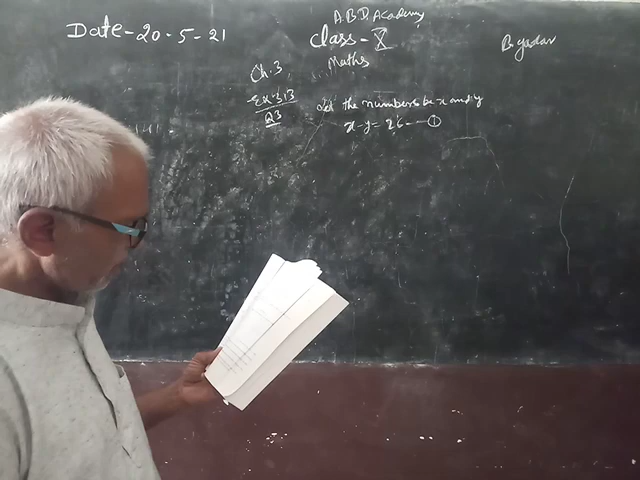 A.B.D. Academy
Date - 20 - 5 - 21
Class - X
B. Yadav
Maths
Ch. 3
Ex 3.3
Q3
Let the numbers be x and y
x - y = 26 — ①